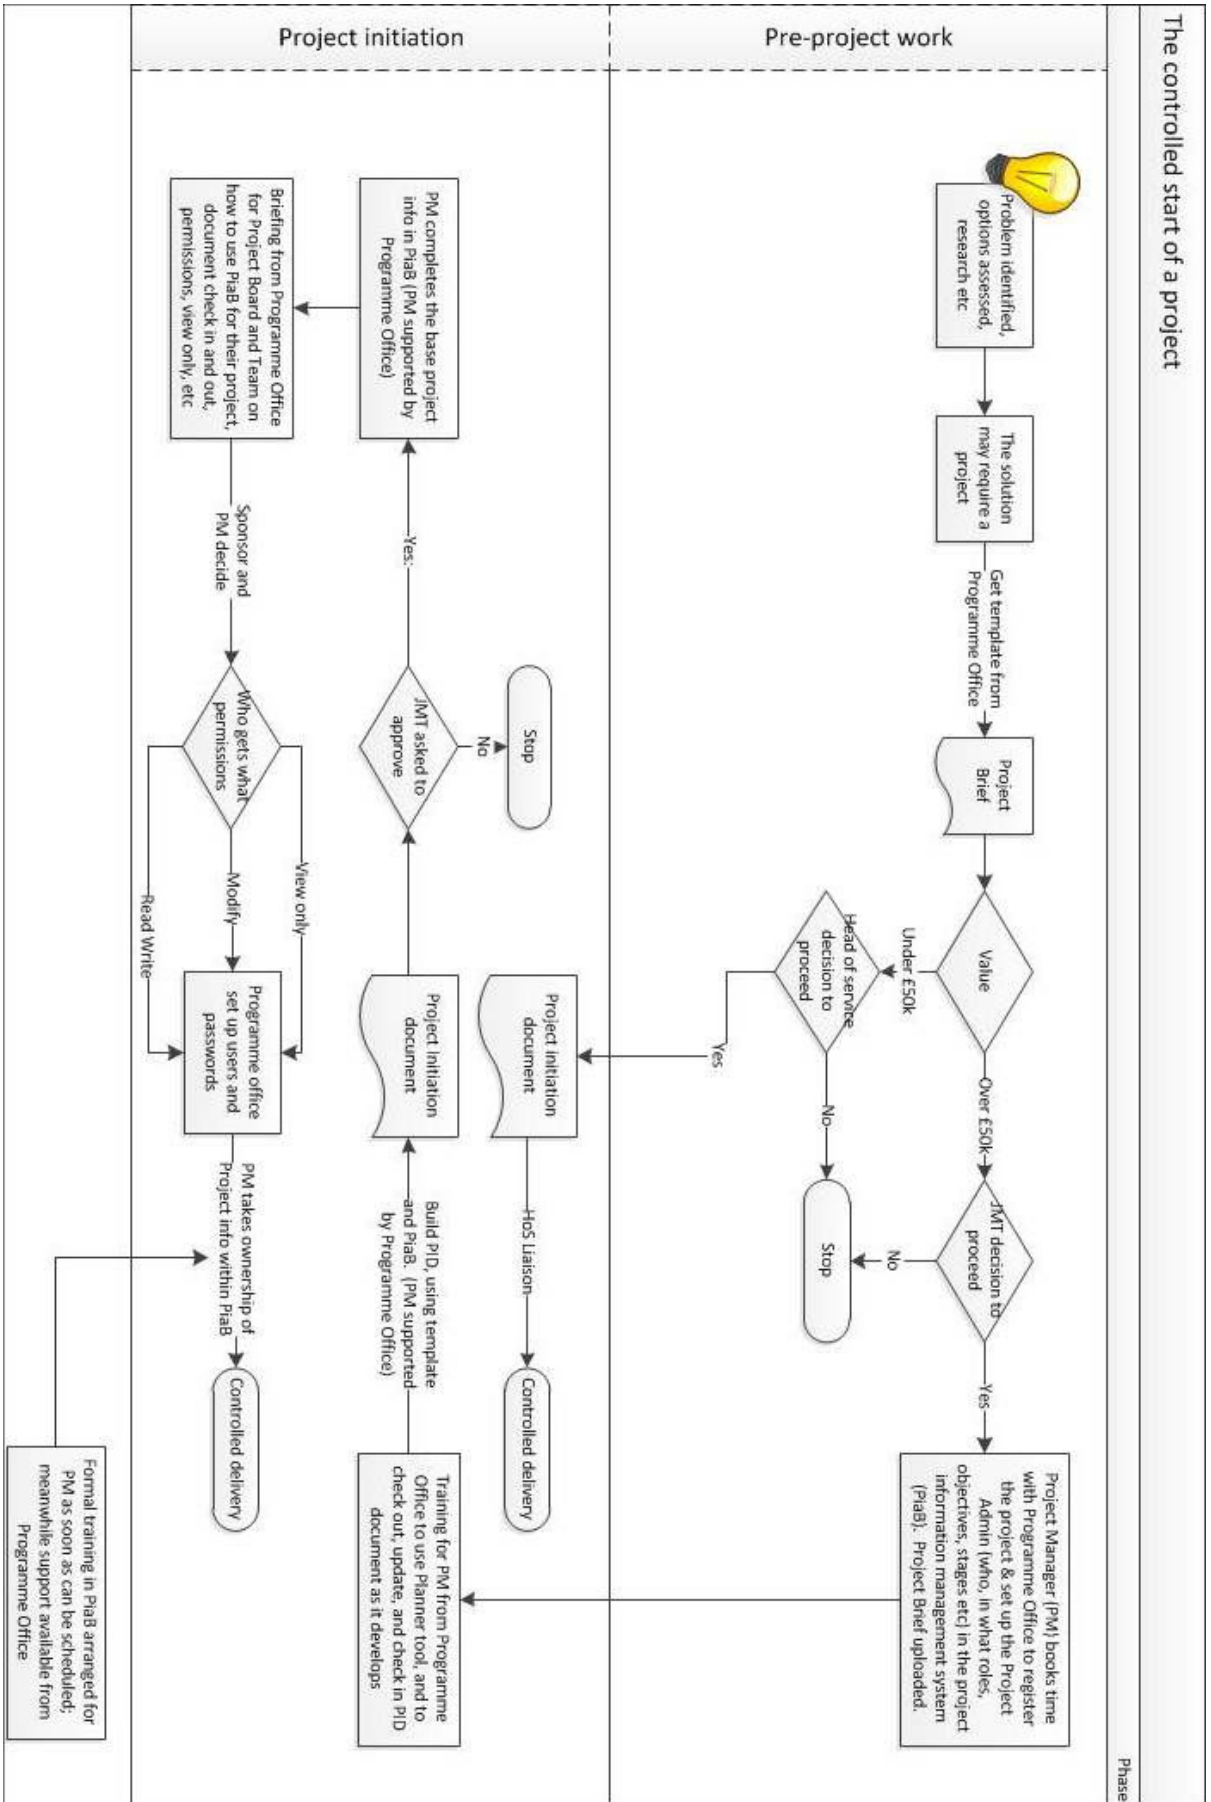 The controlled start of a project
Phase
Pre-project work
Problem identified,
options assessed,
research etc
The solution
may require a
project
Get template from
Programme Office
Project
Brief
Value
Under £50k
Over £50k
Head of service
decision to
proceed
Yes
No
JMT decision to
proceed
No
Stop
Yes
Project Manager (PM) books time
with Programme Office to register
the project & set up the Project
Admin (who, in what roles,
objectives, stages etc) in the project
information management system
(PiaB). Project Brief uploaded.
Project initiation
Project initiation
document
HoS Liaison
Controlled delivery
Training for PM from Programme
Office to use Planner tool, and to
check out, update, and check in PID
document as it develops
Build PID, using template
and PiaB. (PM supported
by Programme Office)
Project Initiation
document
JMT asked to
approve
No
Stop
Yes:
PM completes the base project
info in PiaB (PM supported by
Programme Office)
Briefing from Programme Office
for Project Board and Team on
how to use PiaB for their project,
document check in and out,
permissions, view only, etc
Sponsor and
PM decide
Who gets what
permissions
View only
Modify
Read Write
Programme office
set up users and
passwords
PM takes ownership of
Project info within PiaB
Controlled delivery
Formal training in PiaB arranged for
PM as soon as can be scheduled;
meanwhile support available from
Programme Office